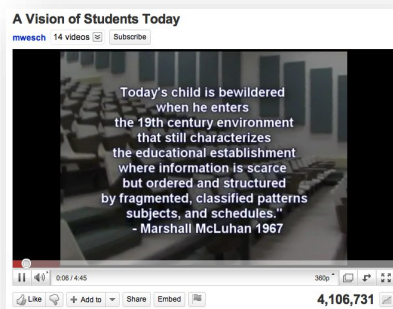 A Vision of Students Today
mwesch 14 videos Subscribe
Today's child is bewildered
when he enters
the 19th century environment
that still characterizes
the educational establishment
where information is scarce
but ordered and structured
by fragmented, classified patterns
subjects, and schedules."
- Marshall McLuhan 1967
0:06 / 4:45 360p
Like Add to Share Embed 4,106,731